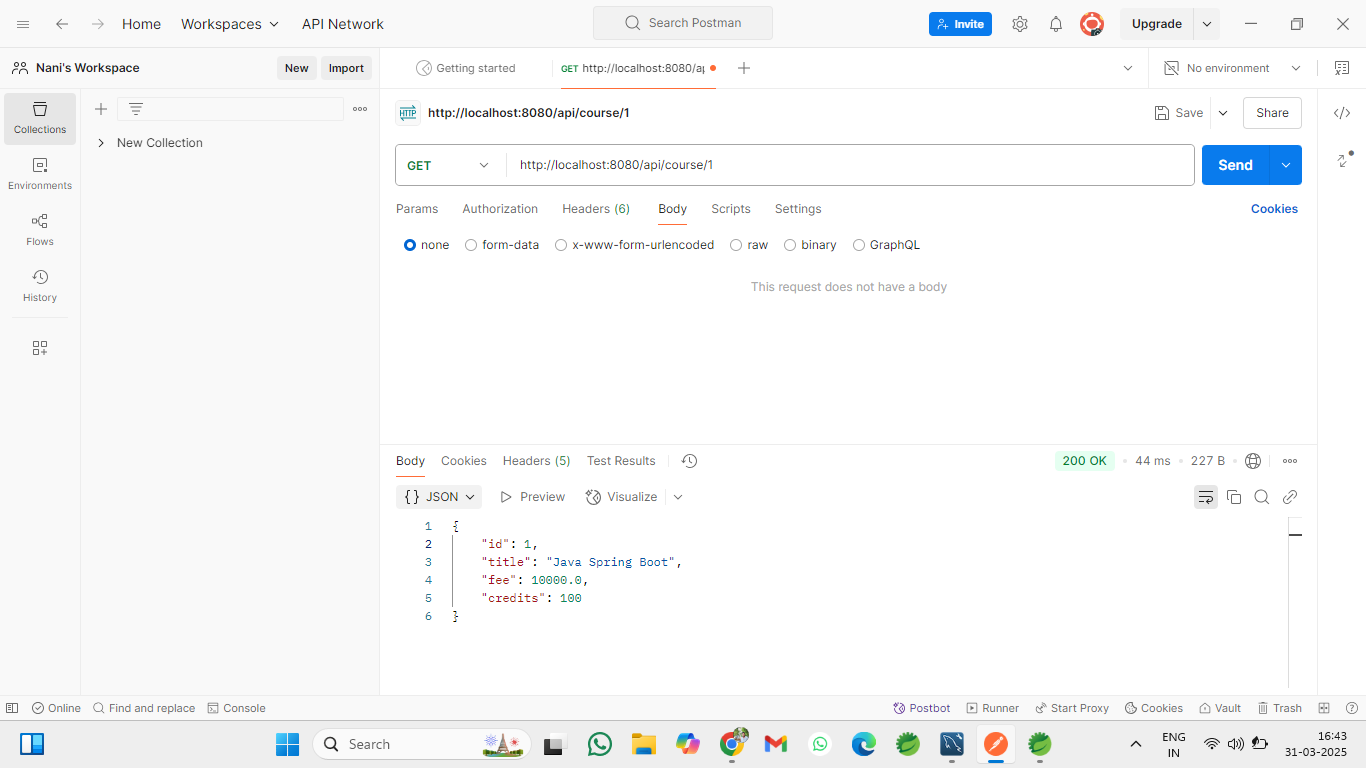 Home
Workspaces
API Network
Search Postman
Invite
Upgrade
Nani's Workspace
New
Import
Getting started
GET http://localhost:8080/a
No environment
Collections
Environments
Flows
History
New Collection
HTTP
http://localhost:8080/api/course/1
Save
Share
GET
http://localhost:8080/api/course/1
Send
Params
Authorization
Headers (6)
Body
Scripts
Settings
Cookies
none
form-data
x-www-form-urlencoded
raw
binary
GraphQL
This request does not have a body
Body
Cookies
Headers (5)
Test Results
200 OK
44 ms
227 B
{} JSON
Preview
Visualize
1 {
2 "id": 1,
3 "title": "Java Spring Boot",
4 "fee": 10000.0,
5 "credits": 100
6 }
Online
Find and replace
Console
Postbot
Runner
Start Proxy
Cookies
Vault
Trash
Search
ENG
IN
16:43
31-03-2025